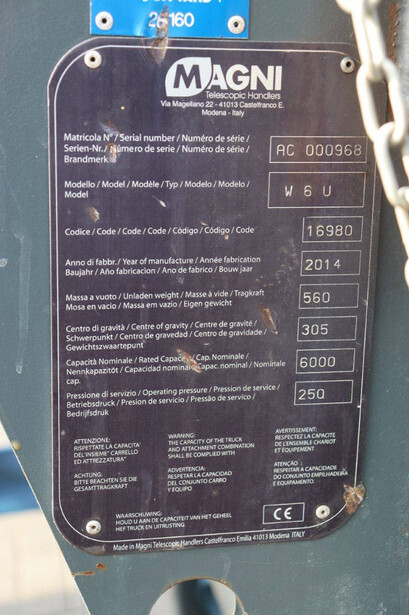 26160
MAGNI
Telescopic Handlers
Via Magellano 22 - 41013 Castelfranco E.
Modena - Italy
Matricola N°/ Serial number / Numéro de série /
Serien-Nr./ Número de serie / Numéro de série /
Brandmerk
AC 000968
Modello / Model / Modèle / Typ / Modelo / Modelo /
Model
W 6 U
Codice / Code / Code / Code / Código / Código / Code
16980
Anno di fabbr./ Year of manufacture / Année fabrication
Baujahr / Año fabricacion / Ano de fabrico / Bouw jaar
2014
Massa a vuoto / Unladen weight / Masse à vide / Tragkraft
Mosa en vacio / Massa em vazio / Eigen gewicht
560
Centro di gravità / Centre of gravity / Centre de gravité /
Schwerpunkt / Centro de gravedad / Centro de gravidade /
Gewichtszwaartepunkt
305
Capacità Nominale / Rated Capacity / Cap. Nominale /
Nennkapazität / Capacidad nominal / Capac. nominal / Nominale
cap.
6000
Pressione di servizio / Operating pressure / Pression de service /
Betriebsdruck / Presion de servicio / Pressão de servico /
Bedrijfsdruk
250
ATTENZIONE:
RISPETTATE LA CAPACITA'
DEL'INSIEME' CARRELLO
ED ATTREZZATURA"
WARNING:
THE CAPACITY OF THE TRUCK
AND ATTACHMENT COMBINATION
SHALL BE COMPLIED WITH
AVERTISSEMENT:
RESPECTEZ LA CAPACITE
DE L'ENSEMBLE CHARIOT
ET EQUIPEMENT
ACHTUNG:
BITTE BEACHTEN SIE DIE
GESAMTTRAGKRAFT
ADVERTENCIA:
RESPETAR LA CAPACIDAD
DEL CONJUNTO CARRO
Y EQUIPO
ATENÇÃO :
RESPEITAR A CAPACIDADE
DO CONJUNTO EMPILHADEIRA
E EQUIPAMENTO.
WAARSCHUWING:
HOUD U AAN DE CAPACITEIT VAN HET GEHEEL
HEF TRUCK EN UITRUSTING
CE
Made in Magni Telescopic Handlers Castelfranco Emilia 41013 Modena ITALY